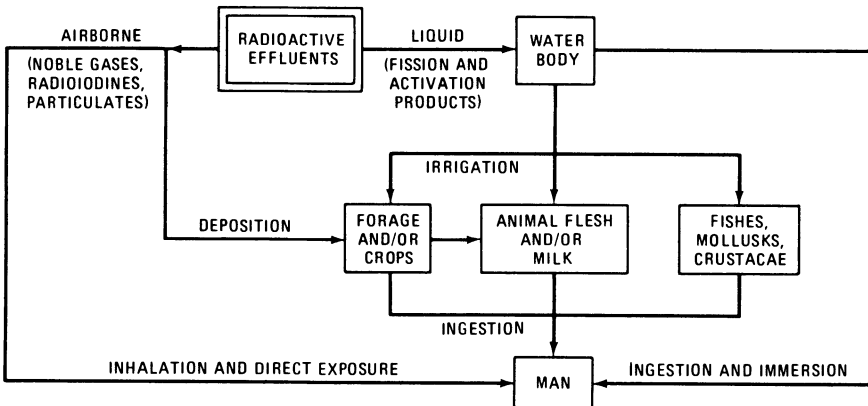 AIRBORNE
(NOBLE GASES,
RADIOIODINES,
PARTICULATES)
RADIOACTIVE
EFFLUENTS
LIQUID
(FISSION AND
ACTIVATION
PRODUCTS)
WATER
BODY
IRRIGATION
DEPOSITION
FORAGE
AND/OR
CROPS
ANIMAL FLESH
AND/OR
MILK
FISHES,
MOLLUSKS,
CRUSTACAE
INGESTION
INHALATION AND DIRECT EXPOSURE
MAN
INGESTION AND IMMERSION